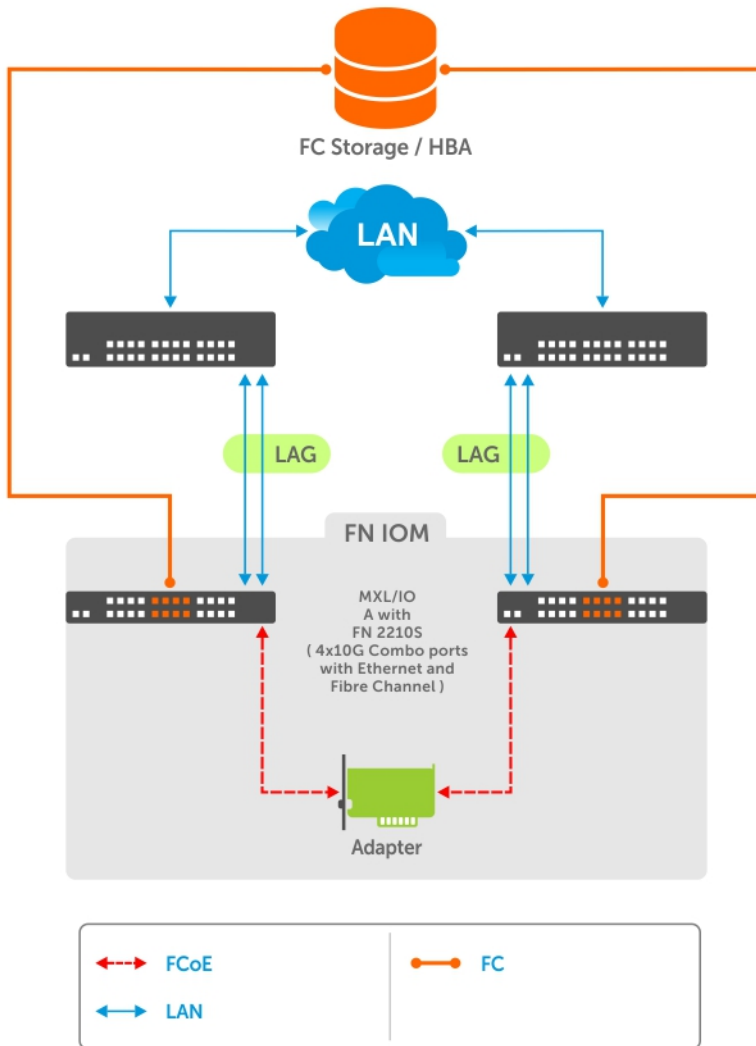 FC Storage / HBA
LAN
LAG
LAG
FN IOM
MXL/IO
A with
FN 2210S
( 4x10G Combo ports
with Ethernet and
Fibre Channel )
Adapter
FCoE
FC
LAN